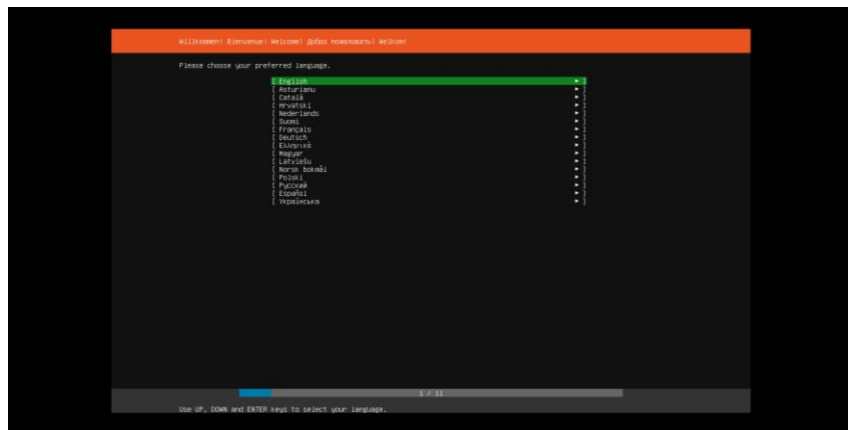 Willkommen! Bienvenue! Welcome! Добро пожаловать! Welkom!
Please choose your preferred language.
[ English ► ]
[ Asturianu ► ]
[ Català ► ]
[ Hrvatski ► ]
[ Nederlands ► ]
[ Suomi ► ]
[ Français ► ]
[ Deutsch ► ]
[ Ελληνικά ► ]
[ Magyar ► ]
[ Latviešu ► ]
[ Norsk bokmål ► ]
[ Polski ► ]
[ Русский ► ]
[ Español ► ]
[ Українська ► ]
1 / 11
Use UP, DOWN and ENTER keys to select your language.